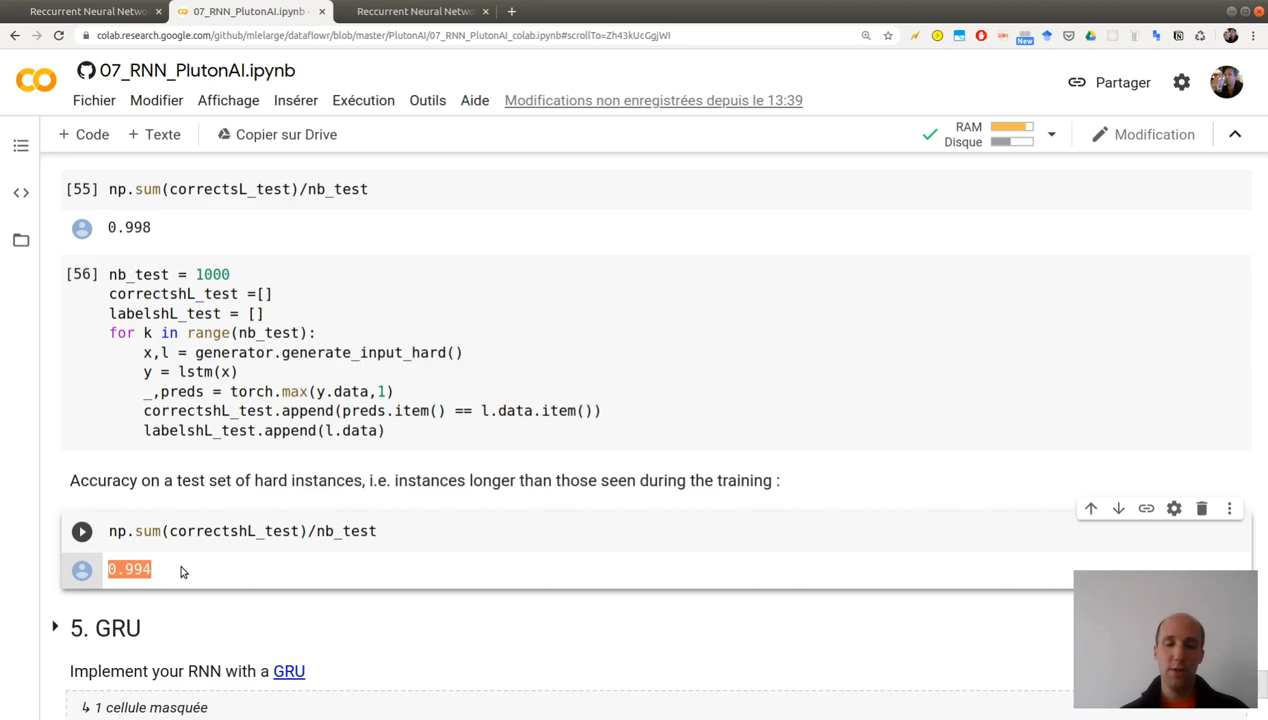 Reccurrent Neural Netwo
07_RNN_PlutonAI.ipynb
Reccurrent Neural Netwo
colab.research.google.com/github/mlelarge/dataflowr/blob/master/PlutonAI/07_RNN_PlutonAI_colab.ipynb#scrollTo=Zh43kUcGgjWI
New
07_RNN_PlutonAI.ipynb
Partager
Fichier Modifier Affichage Insérer Exécution Outils Aide Modifications non enregistrées depuis le 13:39
+ Code + Texte Copier sur Drive
RAM
Disque
Modification
[55] np.sum(correctsL_test)/nb_test
0.998
[56] nb_test = 1000
correctshL_test =[]
labelshL_test = []
for k in range(nb_test):
x,l = generator.generate_input_hard()
y = lstm(x)
_,preds = torch.max(y.data,1)
correctshL_test.append(preds.item() == l.data.item())
labelshL_test.append(l.data)
Accuracy on a test set of hard instances, i.e. instances longer than those seen during the training :
np.sum(correctshL_test)/nb_test
0.994
5. GRU
Implement your RNN with a GRU
↳ 1 cellule masquée